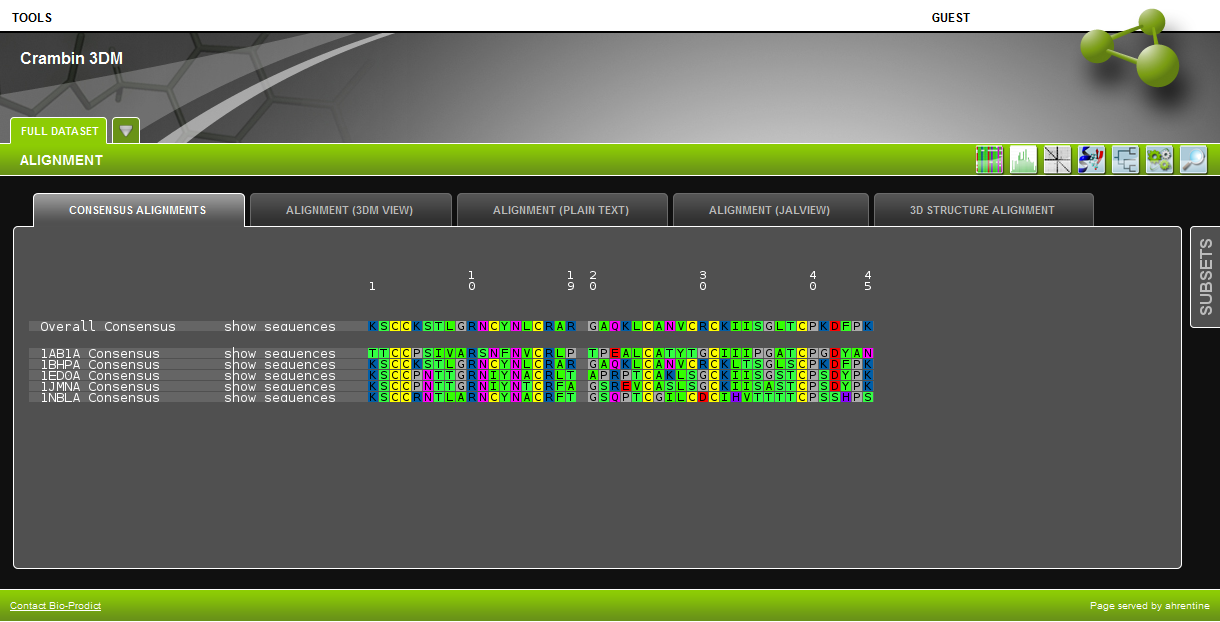 TOOLS GUEST
Crambin 3DM
FULL DATASET
ALIGNMENT
CONSENSUS ALIGNMENTS ALIGNMENT (3DM VIEW) ALIGNMENT (PLAIN TEXT) ALIGNMENT (JALVIEW) 3D STRUCTURE ALIGNMENT
SUBSETS
1 10 19 20 30 40 45
Overall Consensus show sequences KSCCKSTLGRNCYNLCRAR GAQKLCANVCRCKIISGLTCPKDFPK
1AB1A Consensus show sequences TTCCPSIVARSNFNVCRLP TPEALCATYTGCIIIPGATCPGDYAN
1BHPA Consensus show sequences KSCCKSTLGRNCYNLCRAR GAQKLCANVCRCKLTSGLSCPKDFPK
1ED0A Consensus show sequences KSCCPNTTGRNIYNACRLT APRPTCAKLSGCKIISGSTCPSDYPK
1JMNA Consensus show sequences KSCCPNTTGRNIYNTCRFA GSREVCASLSGCKIISASTCPSDYPK
1NBLA Consensus show sequences KSCCRNTLARNCYNACRFT GSQPTCGILCDCIHVTTTTCPSSHPS
Contact Bio-Prodict Page served by ahrentine